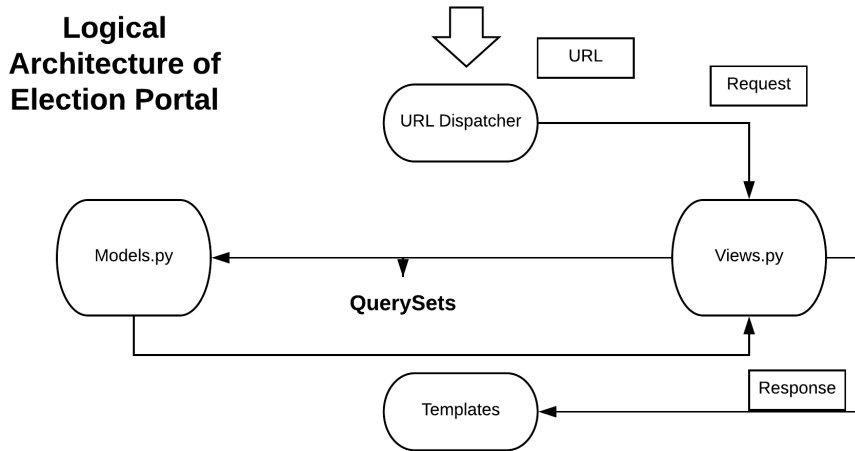 Logical
Architecture of
Election Portal
URL
Request
URL Dispatcher
Models.py
Views.py
QuerySets
Response
Templates